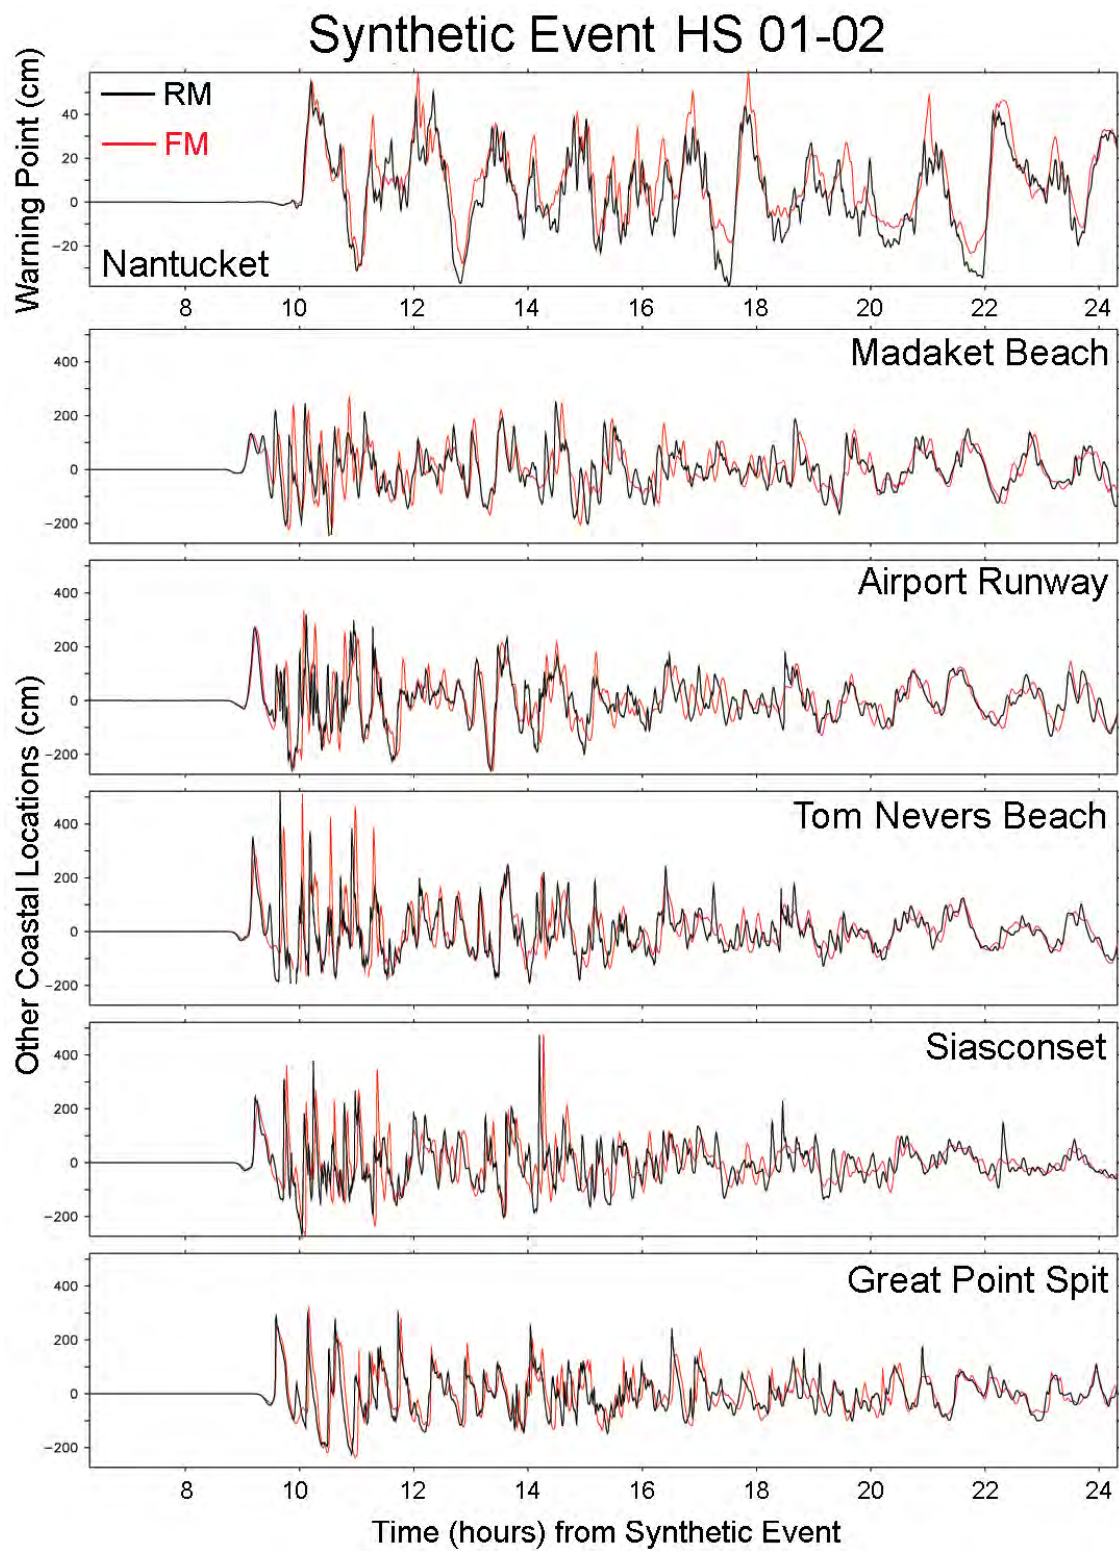 Synthetic Event HS 01-02
Warning Point (cm)
40
20
0
−20
RM
FM
Nantucket
8 10 12 14 16 18 20 22 24
Other Coastal Locations (cm)
Madaket Beach
400
200
0
−200
Airport Runway
400
200
0
−200
Tom Nevers Beach
400
200
0
−200
Siasconset
400
200
0
−200
Great Point Spit
400
200
0
−200
8 10 12 14 16 18 20 22 24
Time (hours) from Synthetic Event